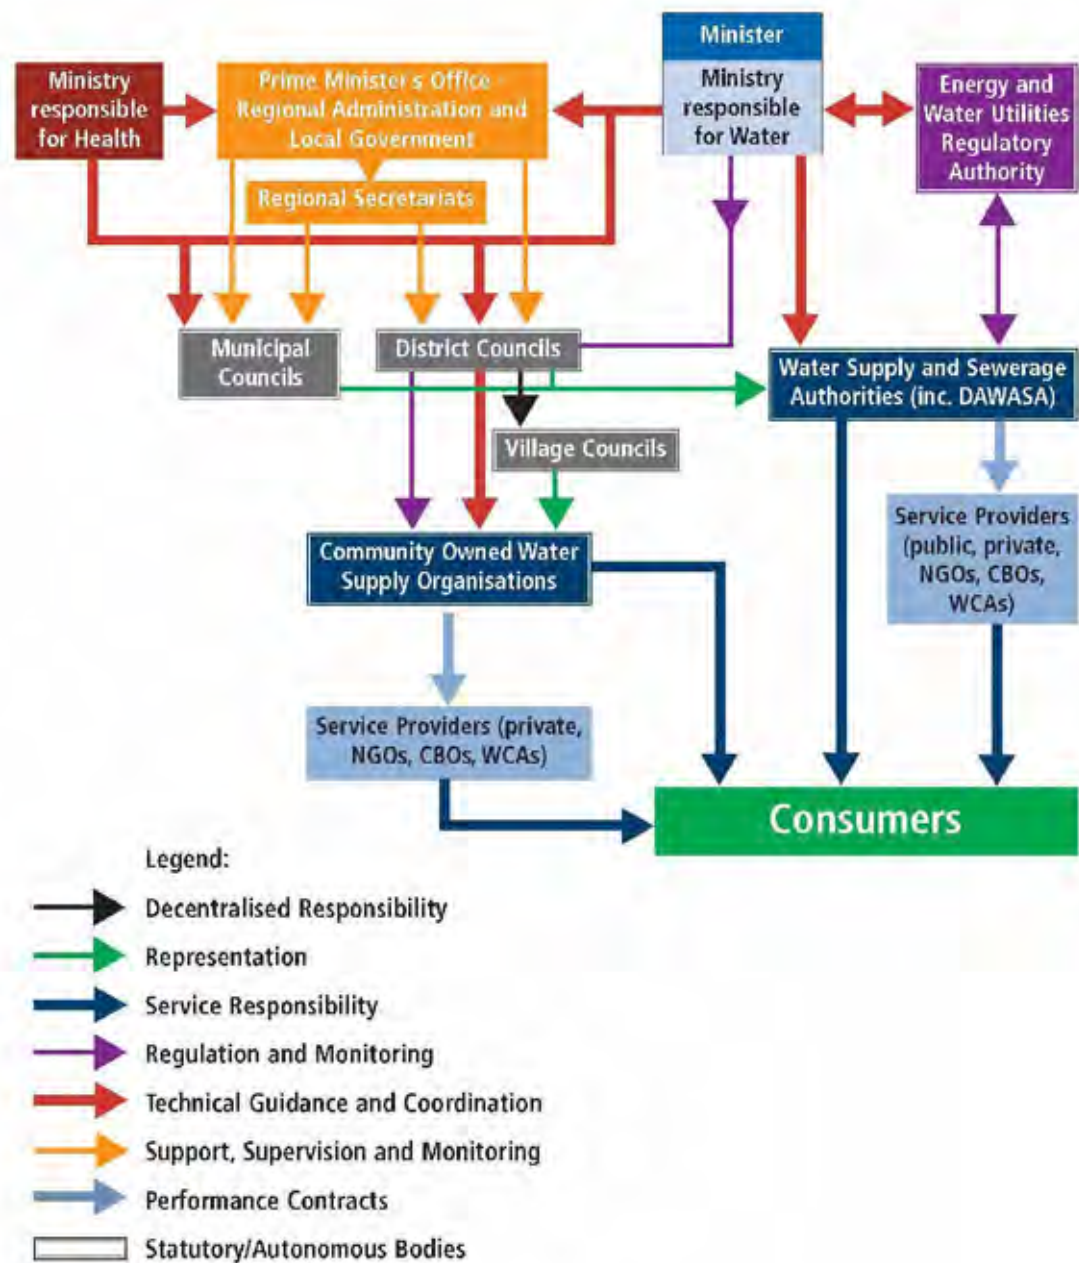 Minister
Ministry
responsible
for Water
Ministry
responsible
for Health
Prime Minister's Office
Regional Administration and
Local Government
Energy and
Water Utilities
Regulatory
Authority
Regional Secretariats
Municipal
Councils
District Councils
Water Supply and Sewerage
Authorities (inc. DAWASA)
Village Councils
Service Providers
(public, private,
NGOs, CBOs,
WCAs)
Community Owned Water
Supply Organisations
Service Providers (private,
NGOs, CBOs, WCAs)
Consumers
Legend:
Decentralised Responsibility
Representation
Service Responsibility
Regulation and Monitoring
Technical Guidance and Coordination
Support, Supervision and Monitoring
Performance Contracts
Statutory/Autonomous Bodies